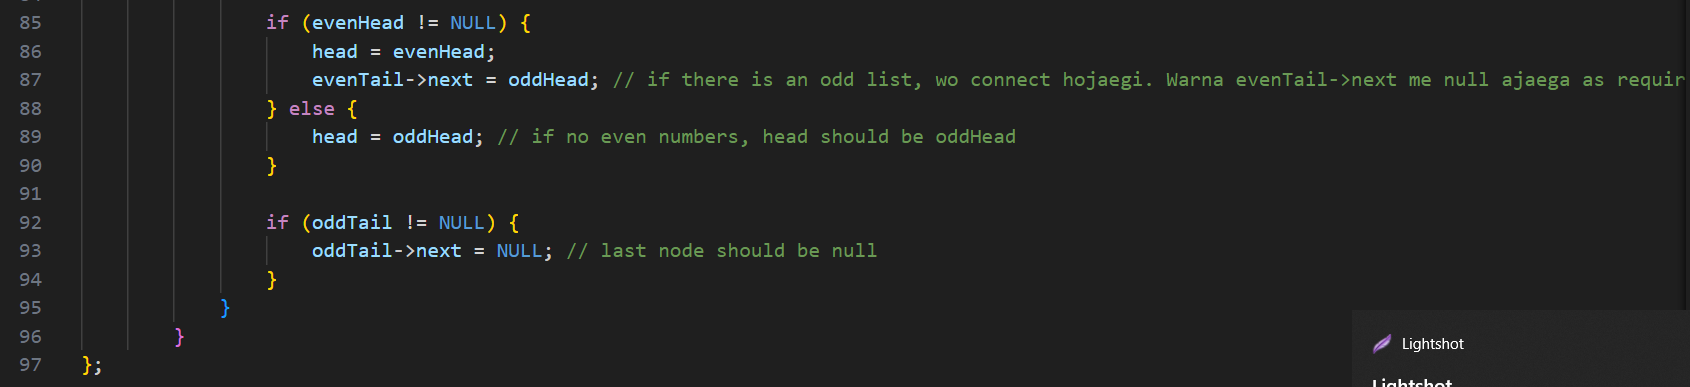 85 if (evenHead != NULL) {
86 head = evenHead;
87 evenTail->next = oddHead; // if there is an odd list, wo connect hojaegi. Warna evenTail->next me null ajaega as requir
88 } else {
89 head = oddHead; // if no even numbers, head should be oddHead
90 }
91
92 if (oddTail != NULL) {
93 oddTail->next = NULL; // last node should be null
94 }
95 }
96 }
97 };
Lightshot
Lightshot